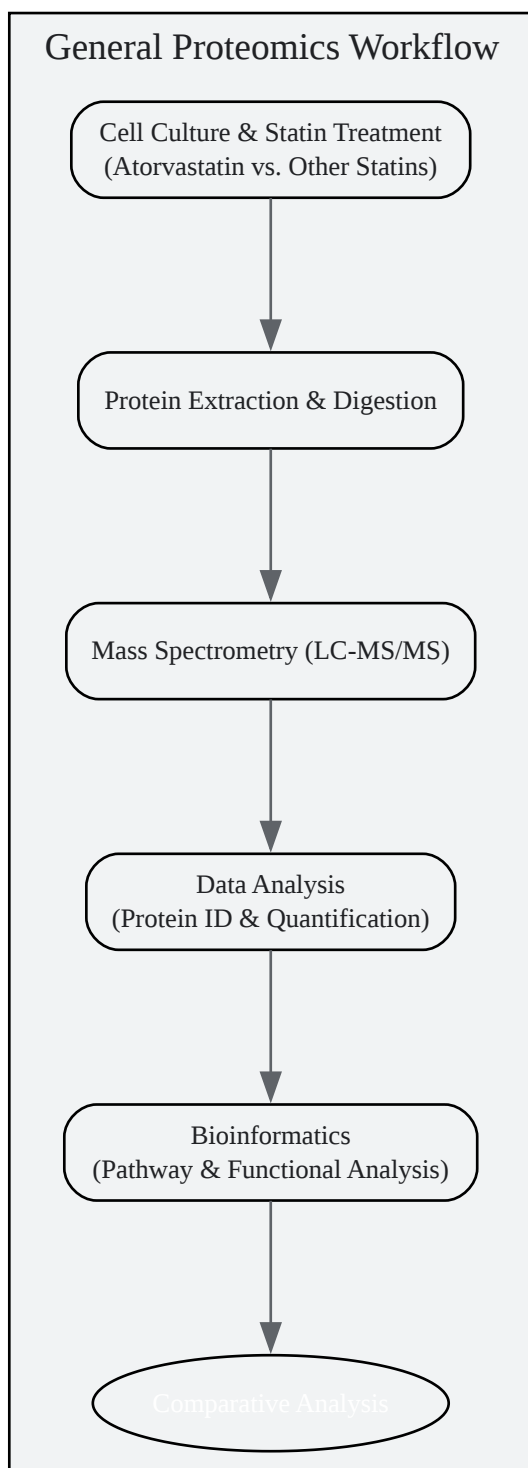 General Proteomics Workflow
Cell Culture & Statin Treatment
(Atorvastatin vs. Other Statins)
Protein Extraction & Digestion
Mass Spectrometry (LC-MS/MS)
Data Analysis
(Protein ID & Quantification)
Bioinformatics
(Pathway & Functional Analysis)
Comparative Analysis